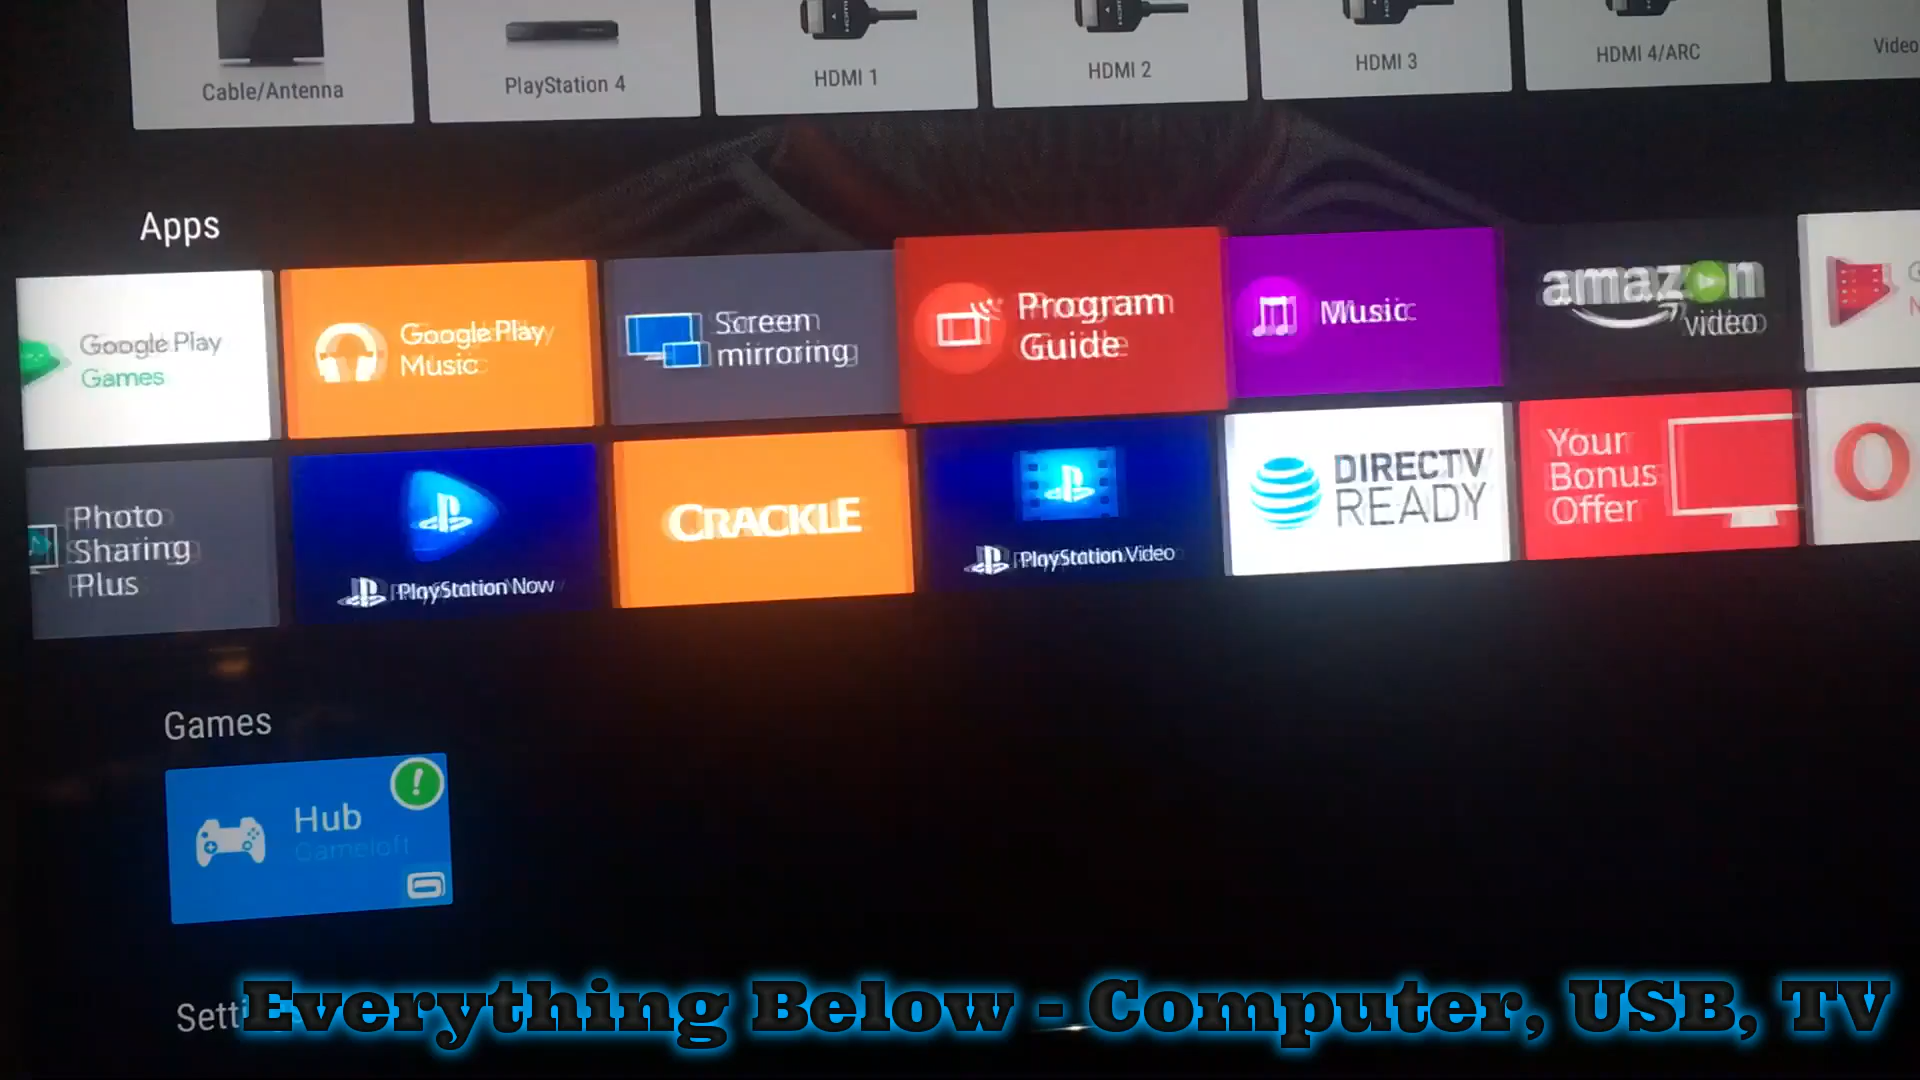 Cable/Antenna
PlayStation 4
HDMI 1
HDMI 2
HDMI 3
HDMI 4/ARC
Video
Apps
Google Play
Games
Google Play
Music
Screen
mirroring
Program
Guide
Music
amazon
video
Photo
Sharing
Plus
PlayStation Now
CRACKLE
PlayStation Video
DIRECTV
READY
Your
Bonus
Offer
Games
Hub
Gameloft
Setti
Everything Below - Computer, USB, TV